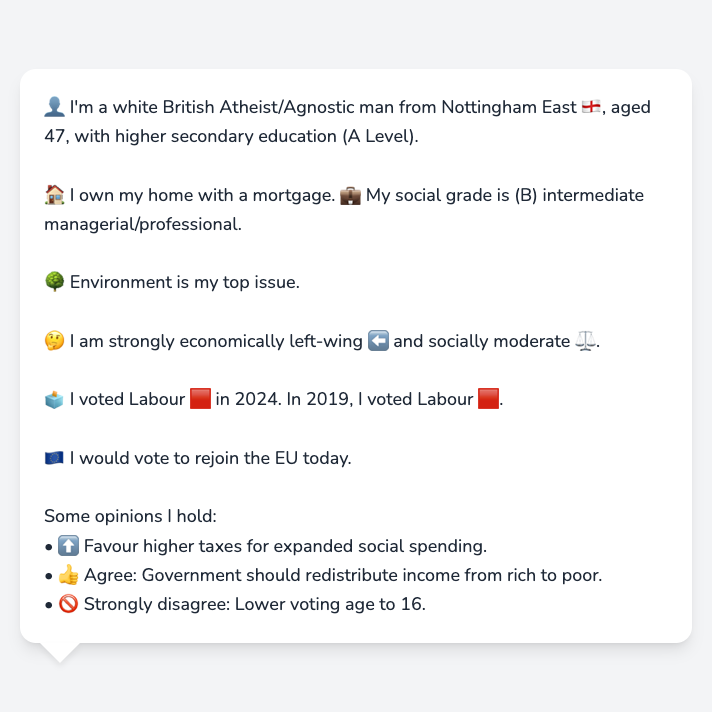 👤 I'm a white British Atheist/Agnostic man from Nottingham East 🏴󠁧󠁢󠁥󠁮󠁧󠁿, aged
47, with higher secondary education (A Level).
🏠 I own my home with a mortgage. 💼 My social grade is (B) intermediate
managerial/professional.
🌳 Environment is my top issue.
🤔 I am strongly economically left-wing ⬅️ and socially moderate ⚖️.
🗳️ I voted Labour 🟥 in 2024. In 2019, I voted Labour 🟥.
🇪🇺 I would vote to rejoin the EU today.
Some opinions I hold:
• ⬆️ Favour higher taxes for expanded social spending.
• 👍 Agree: Government should redistribute income from rich to poor.
• 🚫 Strongly disagree: Lower voting age to 16.